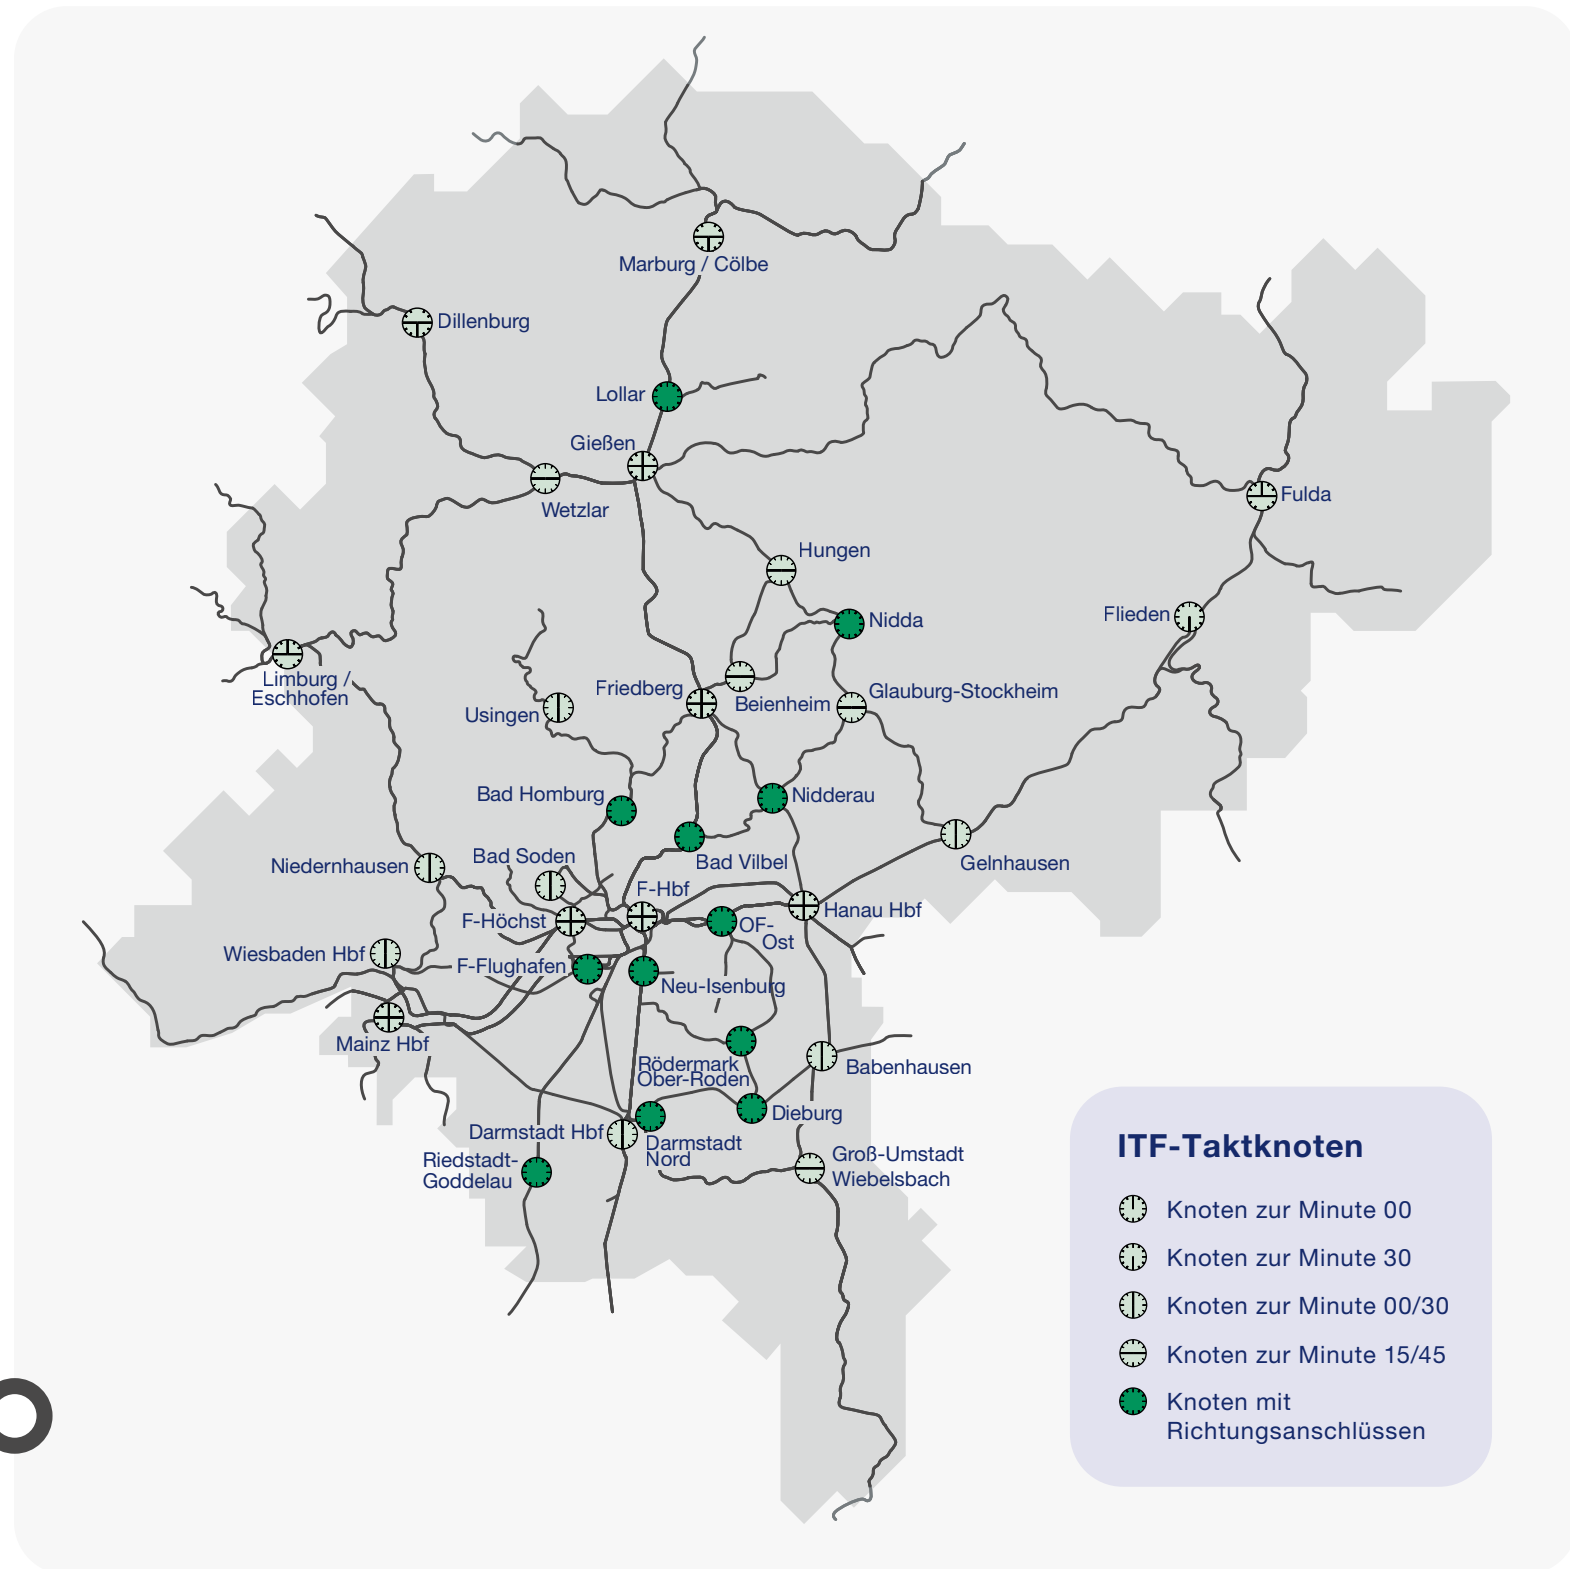 Marburg / Cölbe
Dillenburg
Lollar
Gießen
Wetzlar
Fulda
Hungen
Nidda
Flieden
Limburg /
Eschhofen
Friedberg
Beienheim
Glauburg-Stockheim
Usingen
Bad Homburg
Nidderau
Bad Vilbel
Gelnhausen
Niedernhausen
Bad Soden
F-Hbf
F-Höchst
Hanau Hbf
OF-
Ost
Wiesbaden Hbf
F-Flughafen
Neu-Isenburg
Mainz Hbf
Rödermark
Ober-Roden
Babenhausen
Dieburg
Darmstadt Hbf
Darmstadt
Nord
Riedstadt-
Goddelau
Groß-Umstadt
Wiebelsbach
ITF-Taktknoten
Knoten zur Minute 00
Knoten zur Minute 30
Knoten zur Minute 00/30
Knoten zur Minute 15/45
Knoten mit
Richtungsanschlüssen